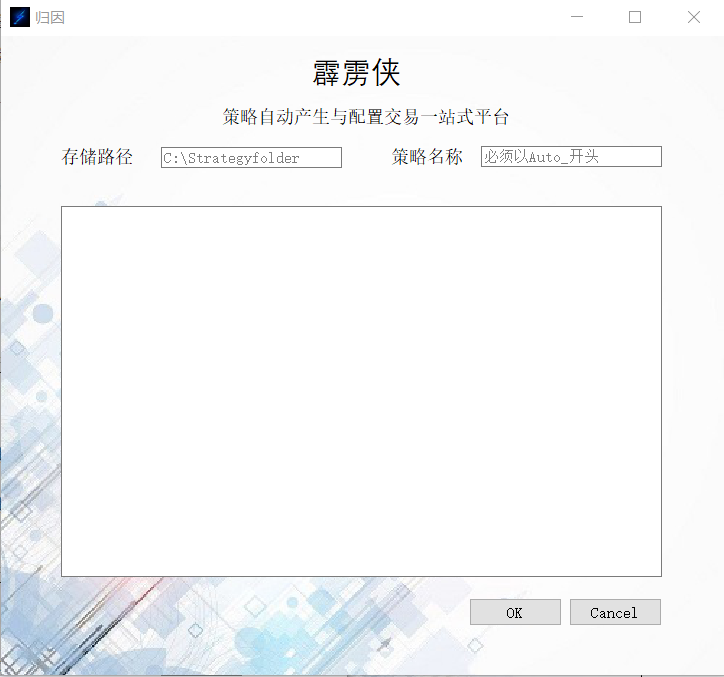 归因
霹雳侠
策略自动产生与配置交易一站式平台
存储路径 C:\Strategyfolder 策略名称 必须以Auto_开头
OK Cancel